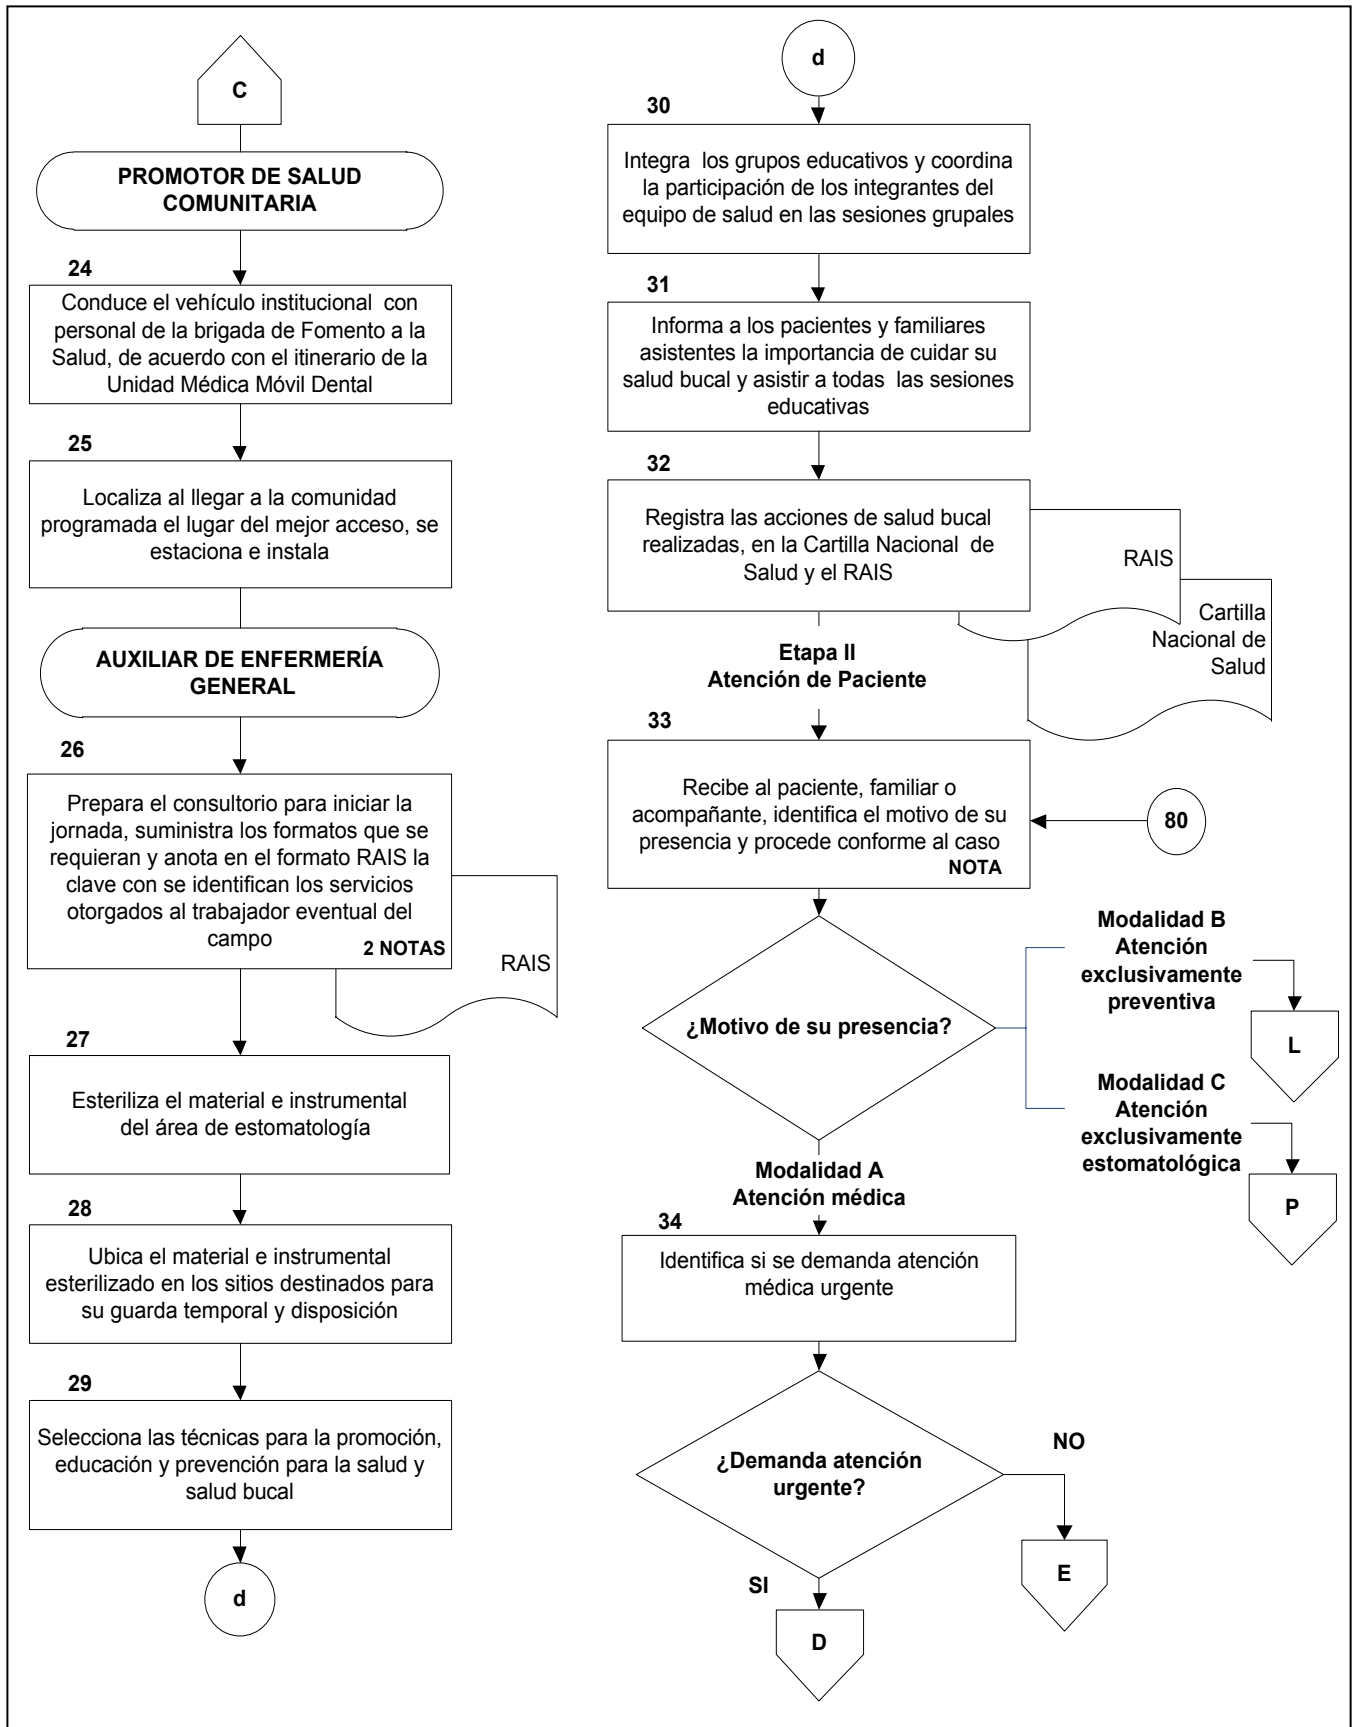 C
PROMOTOR DE SALUD
COMUNITARIA
24
Conduce el vehículo institucional con
personal de la brigada de Fomento a la
Salud, de acuerdo con el itinerario de la
Unidad Médica Móvil Dental
25
Localiza al llegar a la comunidad
programada el lugar del mejor acceso, se
estaciona e instala
AUXILIAR DE ENFERMERÍA
GENERAL
26
Prepara el consultorio para iniciar la
jornada, suministra los formatos que se
requieran y anota en el formato RAIS la
clave con se identifican los servicios
otorgados al trabajador eventual del
campo
2 NOTAS
RAIS
27
Esteriliza el material e instrumental
del área de estomatología
28
Ubica el material e instrumental
esterilizado en los sitios destinados para
su guarda temporal y disposición
29
Selecciona las técnicas para la promoción,
educación y prevención para la salud y
salud bucal
d
d
30
Integra los grupos educativos y coordina
la participación de los integrantes del
equipo de salud en las sesiones grupales
31
Informa a los pacientes y familiares
asistentes la importancia de cuidar su
salud bucal y asistir a todas las sesiones
educativas
32
Registra las acciones de salud bucal
realizadas, en la Cartilla Nacional de
Salud y el RAIS
RAIS
Cartilla
Nacional de
Salud
Etapa II
Atención de Paciente
33
Recibe al paciente, familiar o
acompañante, identifica el motivo de su
presencia y procede conforme al caso
NOTA
80
¿Motivo de su presencia?
Modalidad B
Atención
exclusivamente
preventiva
L
Modalidad C
Atención
exclusivamente
estomatológica
P
Modalidad A
Atención médica
34
Identifica si se demanda atención
médica urgente
¿Demanda atención
urgente?
NO
E
SI
D